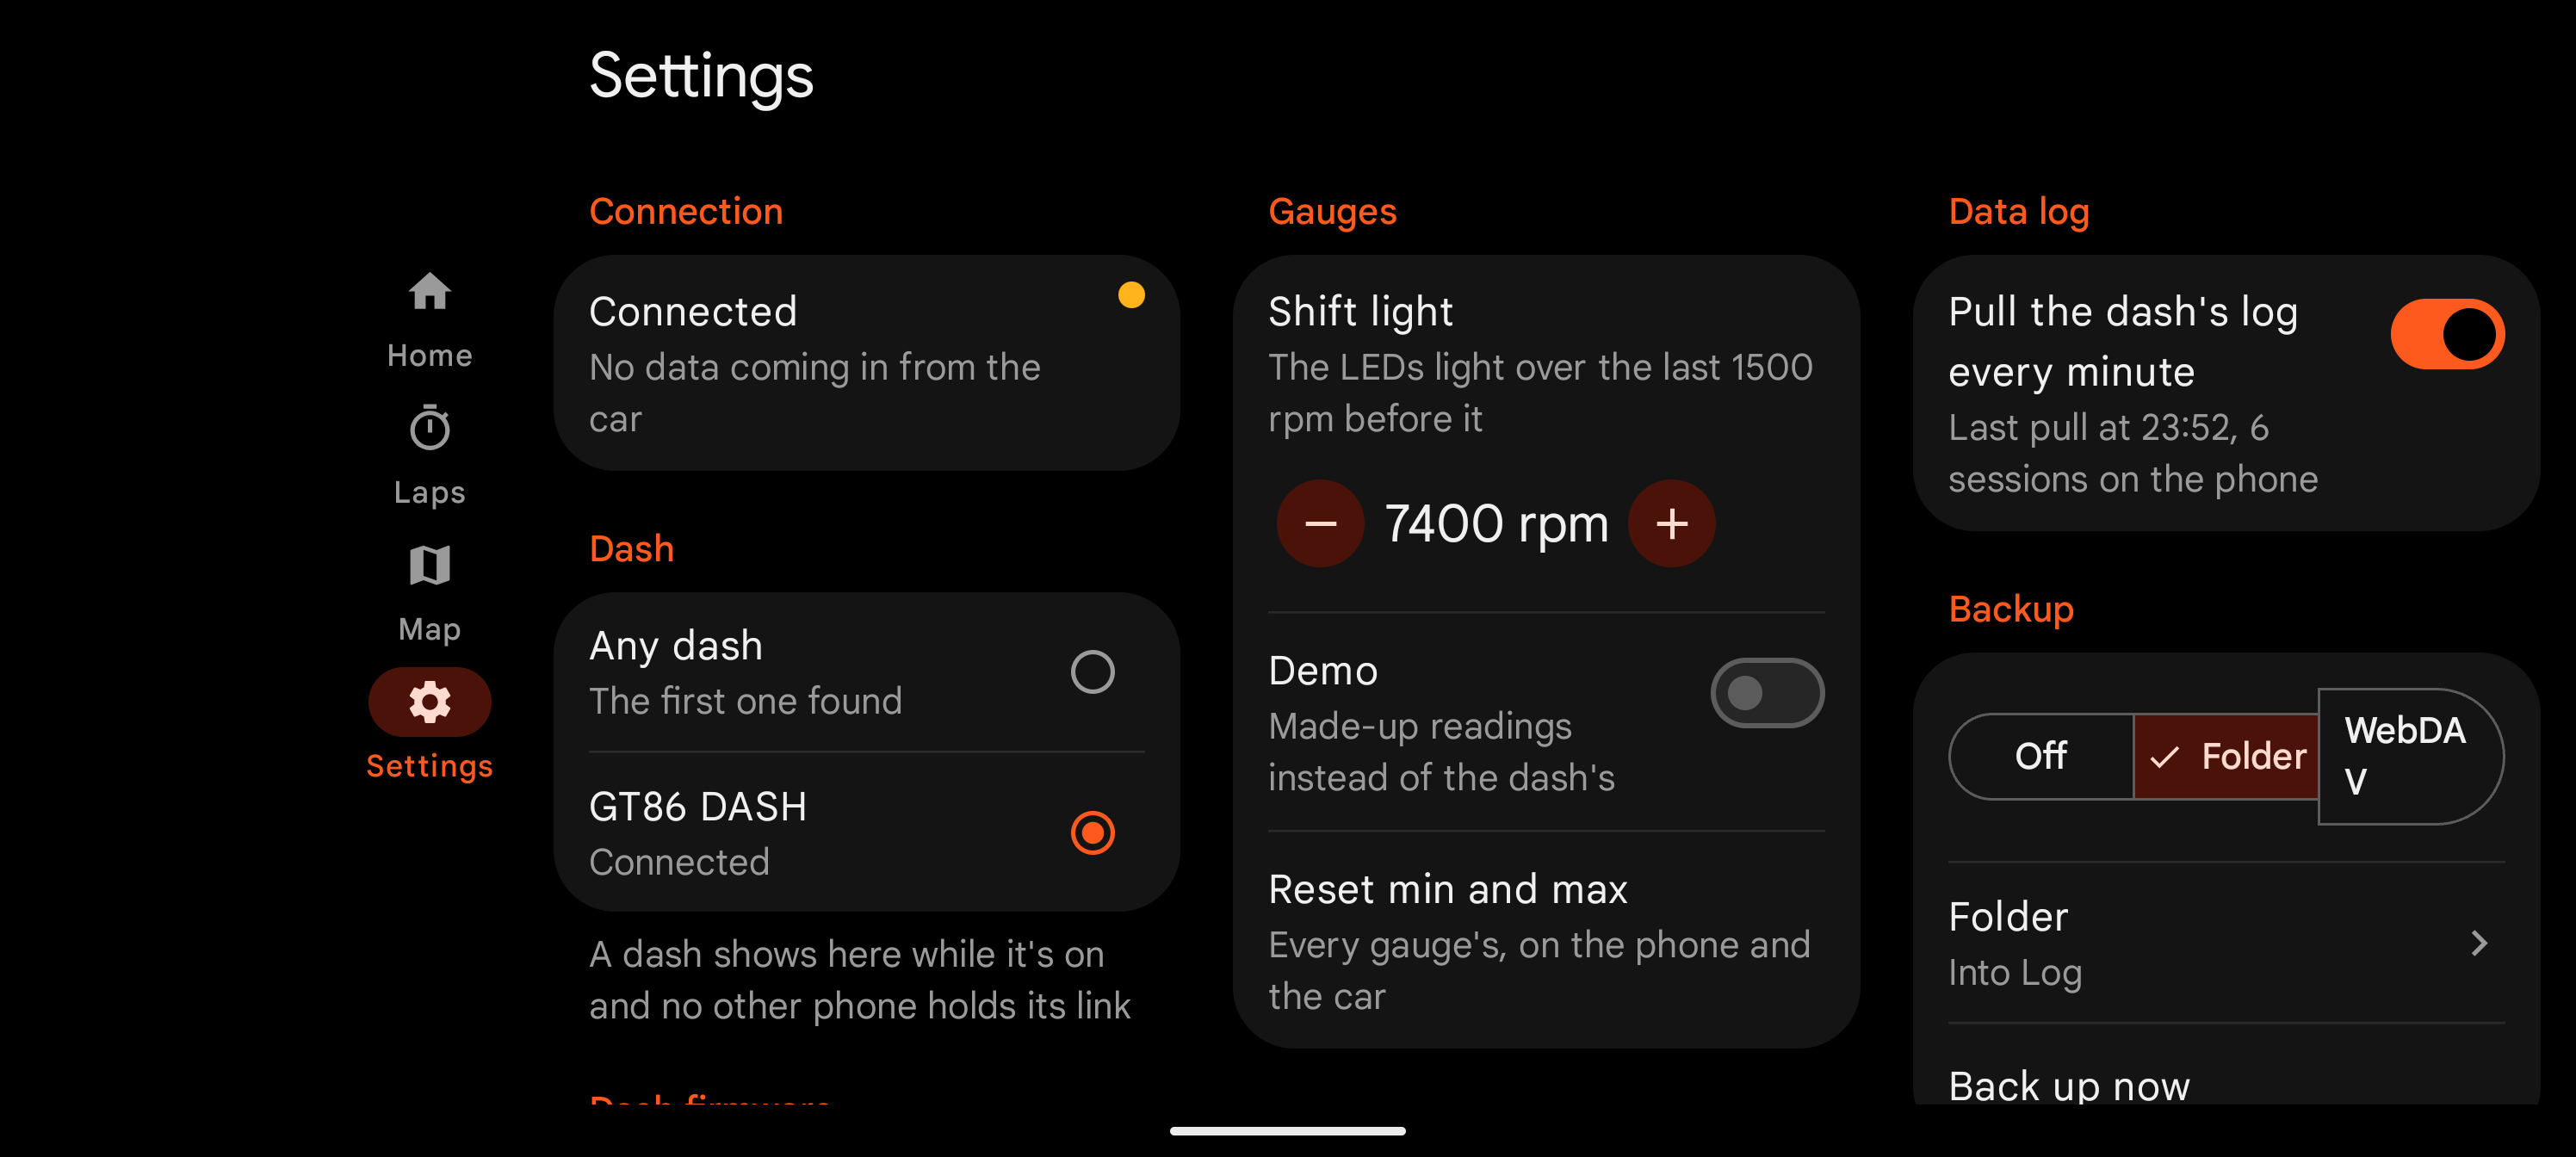 Settings
Home
Laps
Map
Settings
Connection
Connected
No data coming in from the
car
Dash
Any dash
The first one found
GT86 DASH
Connected
A dash shows here while it's on
and no other phone holds its link
Dash firmware
Gauges
Shift light
The LEDs light over the last 1500
rpm before it
7400 rpm
Demo
Made-up readings
instead of the dash's
Reset min and max
Every gauge's, on the phone and
the car
Data log
Pull the dash's log
every minute
Last pull at 23:52, 6
sessions on the phone
Backup
Off
Folder
WebDA
V
Folder
Into Log
Back up now